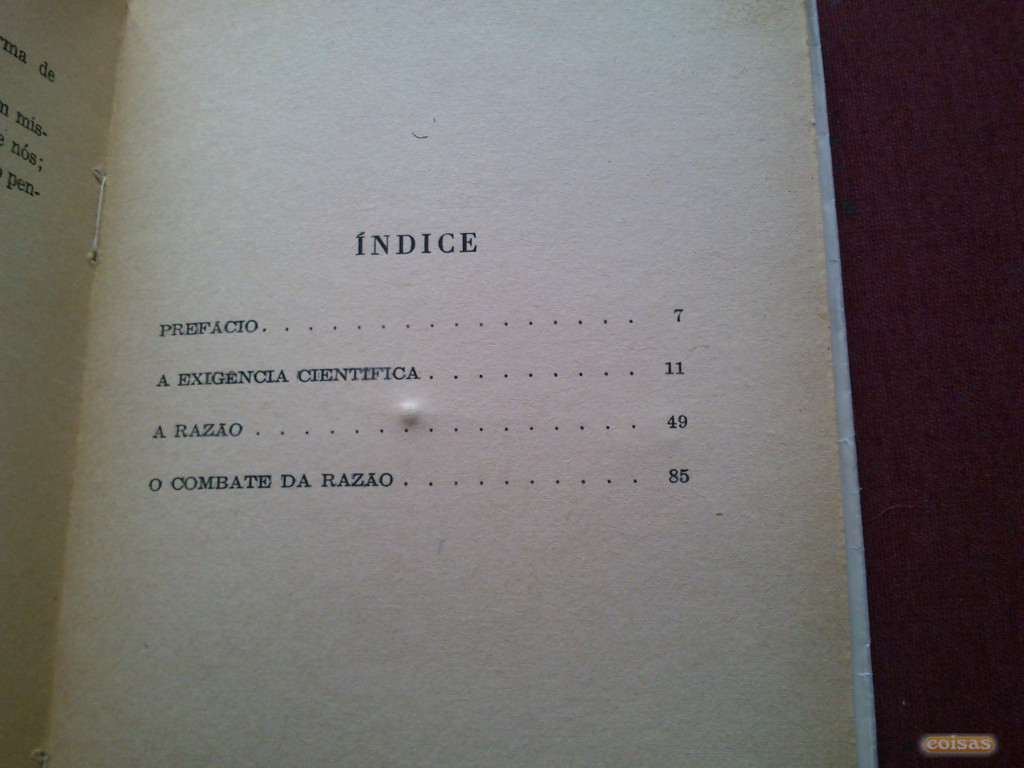 rma de
m mis-
e nós;
pen-
ÍNDICE
PREFÁCIO. . . . . . . . . . . . . . . . . 7
A EXIGÊNCIA CIENTÍFICA . . . . . . . . . . 11
A RAZÃO . . . . . . . . . . . . . . . . . 49
O COMBATE DA RAZÃO . . . . . . . . . . 85
coisas